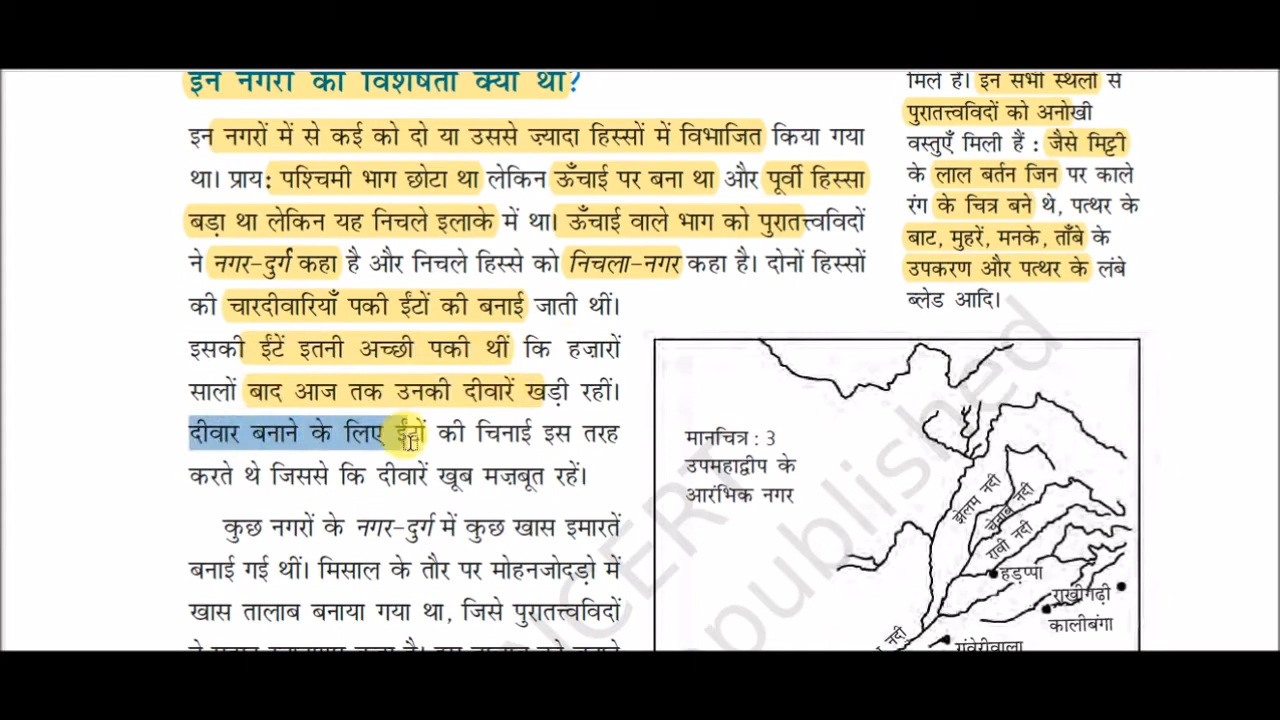 इन नगरों की विशेषता क्या थी?
इन नगरों में से कई को दो या उससे ज़्यादा हिस्सों में विभाजित किया गया
था। प्राय: पश्चिमी भाग छोटा था लेकिन ऊँचाई पर बना था और पूर्वी हिस्सा
बड़ा था लेकिन यह निचले इलाके में था। ऊँचाई वाले भाग को पुरातत्त्वविदों
ने नगर-दुर्ग कहा है और निचले हिस्से को निचला-नगर कहा है। दोनों हिस्सों
की चारदीवारियाँ पकी ईंटों की बनाई जाती थीं।
इसकी ईंटें इतनी अच्छी पकी थीं कि हज़ारों
सालों बाद आज तक उनकी दीवारें खड़ी रहीं।
दीवार बनाने के लिए ईंटों की चिनाई इस तरह
करते थे जिससे कि दीवारें खूब मज़बूत रहें।
कुछ नगरों के नगर-दुर्ग में कुछ खास इमारतें
बनाई गई थीं। मिसाल के तौर पर मोहनजोदड़ो में
खास तालाब बनाया गया था, जिसे पुरातत्त्वविदों
मिले हैं। इन सभी स्थलों से
पुरातत्त्वविदों को अनोखी
वस्तुएँ मिली हैं : जैसे मिट्टी
के लाल बर्तन जिन पर काले
रंग के चित्र बने थे, पत्थर के
बाट, मुहरें, मनके, ताँबे के
उपकरण और पत्थर के लंबे
ब्लेड आदि।
मानचित्र : 3
उपमहाद्वीप के
आरंभिक नगर
झेलम नदी
चेनाब नदी
रावी नदी
हड़प्पा
राखीगढ़ी
कालीबंगा
नदी
गंवेरीवाला
NCERT
published